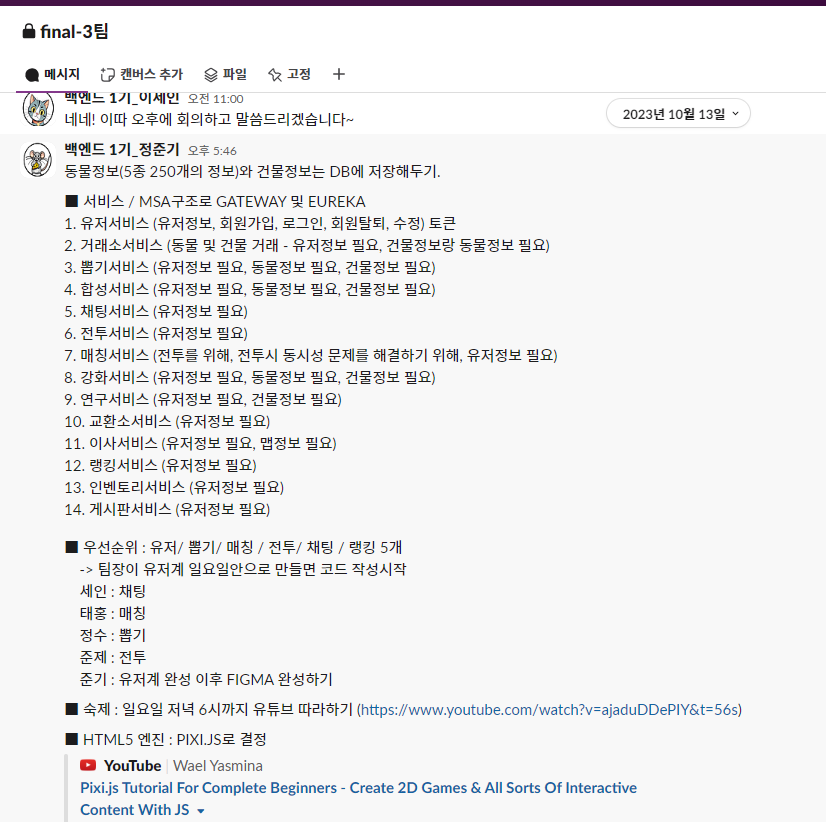 final-3팀
메시지 캔버스 추가 파일 고정
백엔드 1기_이세인 오전 11:00
네네! 이따 오후에 회의하고 말씀드리겠습니다~
2023년 10월 13일
백엔드 1기_정준기 오후 5:46
동물정보(5종 250개의 정보)와 건물정보는 DB에 저장해두기.
■ 서비스 / MSA구조로 GATEWAY 및 EUREKA
1. 유저서비스 (유저정보, 회원가입, 로그인, 회원탈퇴, 수정) 토큰
2. 거래소서비스 (동물 및 건물 거래 - 유저정보 필요, 건물정보랑 동물정보 필요)
3. 뽑기서비스 (유저정보 필요, 동물정보 필요, 건물정보 필요)
4. 합성서비스 (유저정보 필요, 동물정보 필요, 건물정보 필요)
5. 채팅서비스 (유저정보 필요)
6. 전투서비스 (유저정보 필요)
7. 매칭서비스 (전투를 위해, 전투시 동시성 문제를 해결하기 위해, 유저정보 필요)
8. 강화서비스 (유저정보 필요, 동물정보 필요, 건물정보 필요)
9. 연구서비스 (유저정보 필요, 건물정보 필요)
10. 교환소서비스 (유저정보 필요)
11. 이사서비스 (유저정보 필요, 맵정보 필요)
12. 랭킹서비스 (유저정보 필요)
13. 인벤토리서비스 (유저정보 필요)
14. 게시판서비스 (유저정보 필요)
■ 우선순위 : 유저/ 뽑기/ 매칭 / 전투/ 채팅 / 랭킹 5개
-> 팀장이 유저계 일요일안으로 만들면 코드 작성시작
세인 : 채팅
태홍 : 매칭
정수 : 뽑기
준제 : 전투
준기 : 유저계 완성 이후 FIGMA 완성하기
■ 숙제 : 일요일 저녁 6시까지 유튜브 따라하기 (https://www.youtube.com/watch?v=ajaduDDePIY&t=56s)
■ HTML5 엔진 : PIXI.JS로 결정
YouTube Wael Yasmina
Pixi.js Tutorial For Complete Beginners - Create 2D Games & All Sorts Of Interactive
Content With JS